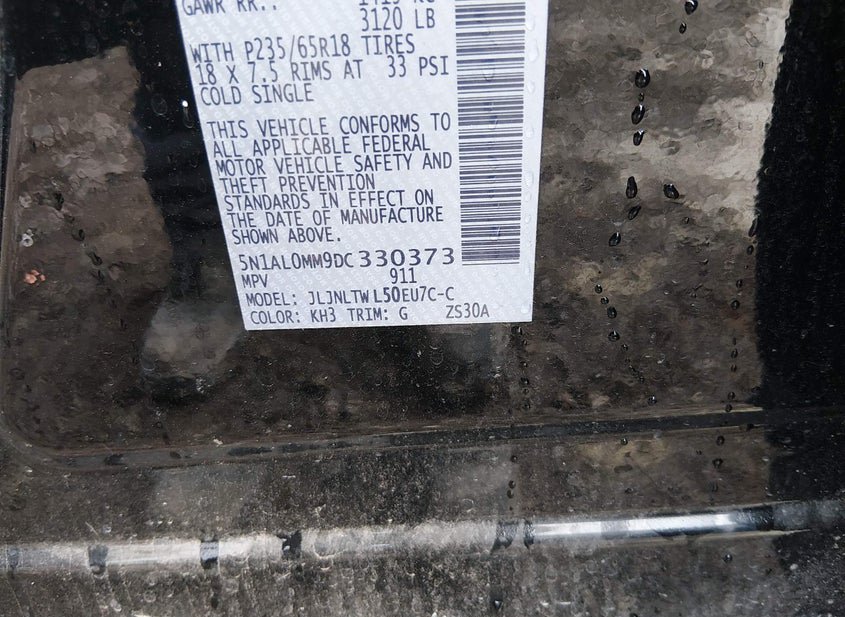 GAWR RR.:
3120 LB
WITH P235/65R18 TIRES
18 X 7.5 RIMS AT 33 PSI
COLD SINGLE
THIS VEHICLE CONFORMS TO
ALL APPLICABLE FEDERAL
MOTOR VEHICLE SAFETY AND
THEFT PREVENTION
STANDARDS IN EFFECT ON
THE DATE OF MANUFACTURE
SHOWN ABOVE.
5N1AL0MM9DC330373
MPV 911
MODEL: JLJNLTWL50EU7C-C
COLOR: KH3 TRIM: G ZS30A